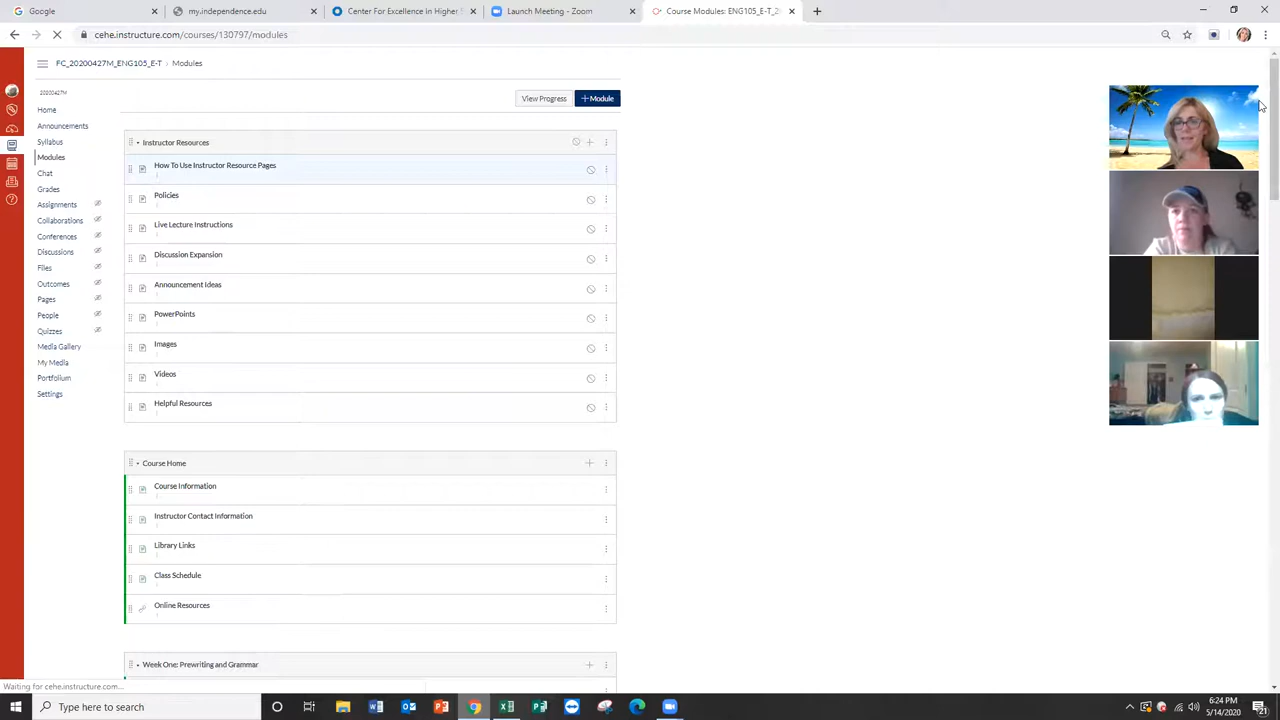 Google
my.independence.edu
Center For Excellence In Higher
Launch Meeting - Zoom
Course Modules: ENG105_E-T_2
cehe.instructure.com/courses/130797/modules
FC_20200427M_ENG105_E-T > Modules
20200427M
Home
Announcements
Syllabus
Modules
Chat
Grades
Assignments
Collaborations
Conferences
Discussions
Files
Outcomes
Pages
People
Quizzes
Media Gallery
My Media
Portfolium
Settings
View Progress
+ Module
Instructor Resources
How To Use Instructor Resource Pages
Policies
Live Lecture Instructions
Discussion Expansion
Announcement Ideas
PowerPoints
Images
Videos
Helpful Resources
Course Home
Course Information
Instructor Contact Information
Library Links
Class Schedule
Online Resources
Week One: Prewriting and Grammar
Waiting for cehe.instructure.com...
Type here to search
6:24 PM
5/14/2020
21